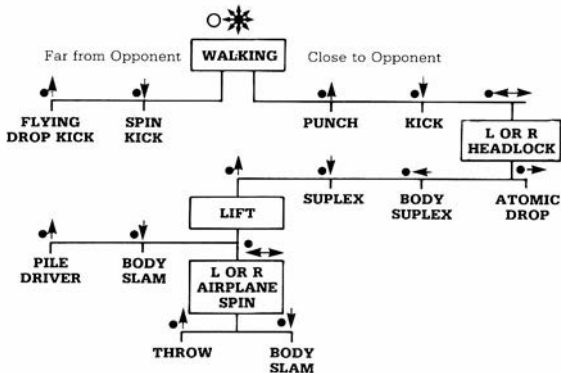 Far from Opponent
WALKING
Close to Opponent
FLYING
DROP KICK
SPIN
KICK
PUNCH
KICK
L OR R
HEADLOCK
LIFT
SUPLEX
BODY
SUPLEX
ATOMIC
DROP
PILE
DRIVER
BODY
SLAM
L OR R
AIRPLANE
SPIN
THROW
BODY
SLAM